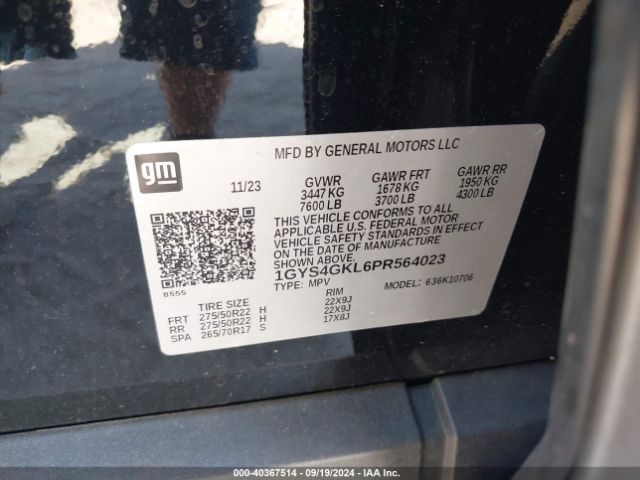 MFD BY GENERAL MOTORS LLC
gm
11/23
GVWR GAWR FRT GAWR RR
3447 KG 1678 KG 1950 KG
7600 LB 3700 LB 4300 LB
THIS VEHICLE CONFORMS TO ALL
APPLICABLE U.S. FEDERAL MOTOR
VEHICLE SAFETY STANDARDS IN EFFECT
ON THE DATE OF MANUFACTURE
SHOWN ABOVE.
1GYS4GKL6PR564023
TYPE: MPV MODEL: 636K10706
8555
TIRE SIZE RIM
FRT 275/50R22 H 22X9J
RR 275/50R22 H 22X9J
SPA 265/70R17 S 17X8J
000-40367514 - 09/19/2024 - IAA Inc.